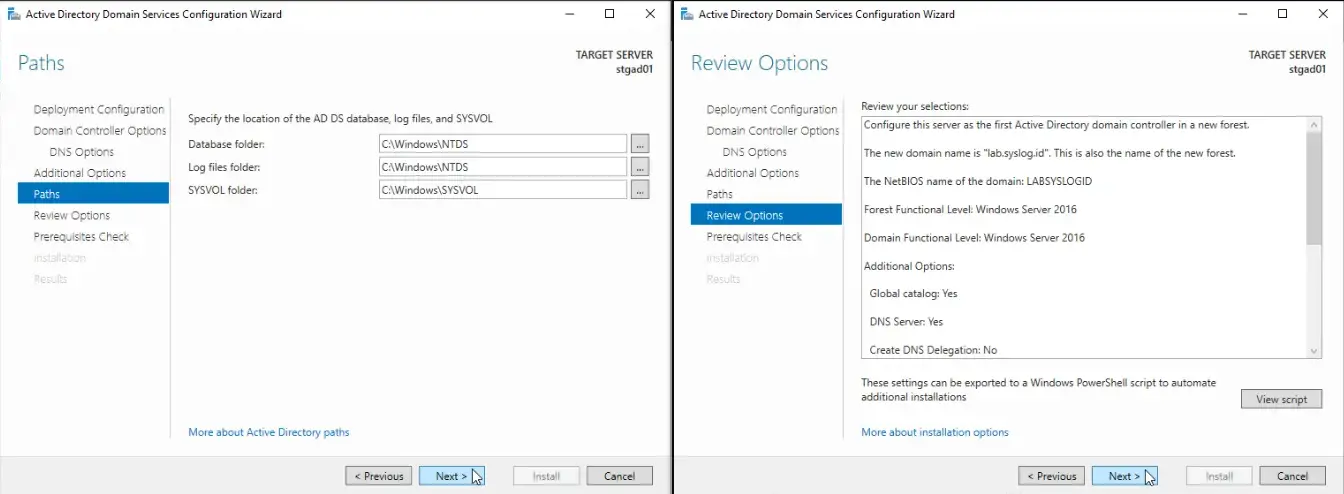 Active Directory Domain Services Configuration Wizard
Paths
TARGET SERVER
stgad01
Deployment Configuration
Domain Controller Options
DNS Options
Additional Options
Paths
Review Options
Prerequisites Check
Installation
Results
Specify the location of the AD DS database, log files, and SYSVOL
Database folder: C:\Windows\NTDS ...
Log files folder: C:\Windows\NTDS ...
SYSVOL folder: C:\Windows\SYSVOL ...
More about Active Directory paths
< Previous Next > Install Cancel
Active Directory Domain Services Configuration Wizard
Review Options
TARGET SERVER
stgad01
Deployment Configuration
Domain Controller Options
DNS Options
Additional Options
Paths
Review Options
Prerequisites Check
Installation
Results
Review your selections:
Configure this server as the first Active Directory domain controller in a new forest.
The new domain name is "lab.syslog.id". This is also the name of the new forest.
The NetBIOS name of the domain: LABSYSLOGID
Forest Functional Level: Windows Server 2016
Domain Functional Level: Windows Server 2016
Additional Options:
Global catalog: Yes
DNS Server: Yes
Create DNS Delegation: No
These settings can be exported to a Windows PowerShell script to automate
additional installations
View script
More about installation options
< Previous Next > Install Cancel